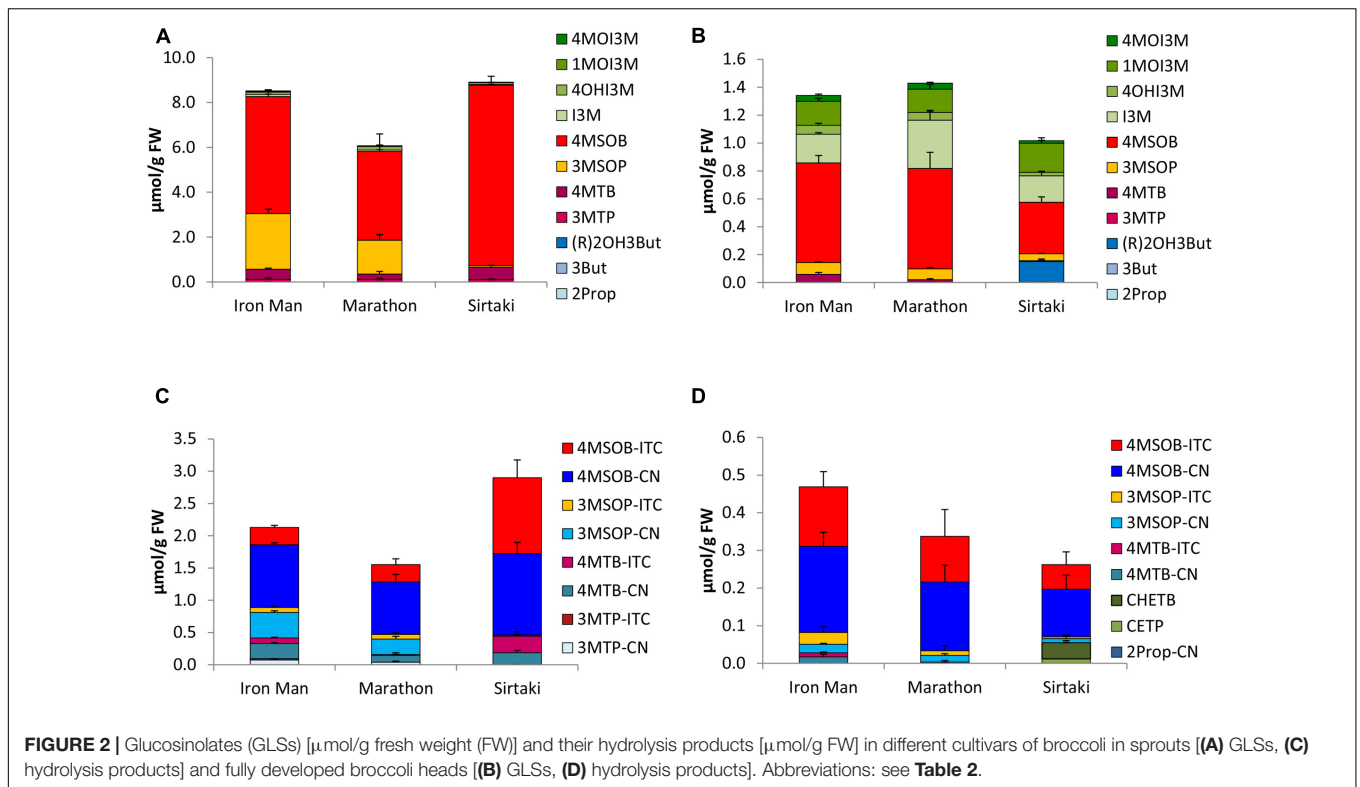 A
µmol/g FW
10.0
8.0
6.0
4.0
2.0
0.0
Iron Man
Marathon
Sirtaki
4MOI3M
1MOI3M
4OHI3M
I3M
4MSOB
3MSOP
4MTB
3MTP
(R)2OH3But
3But
2Prop
B
µmol/g FW
1.6
1.4
1.2
1.0
0.8
0.6
0.4
0.2
0.0
Iron Man
Marathon
Sirtaki
4MOI3M
1MOI3M
4OHI3M
I3M
4MSOB
3MSOP
4MTB
3MTP
(R)2OH3But
3But
2Prop
C
µmol/g FW
3.5
3.0
2.5
2.0
1.5
1.0
0.5
0.0
Iron Man
Marathon
Sirtaki
4MSOB-ITC
4MSOB-CN
3MSOP-ITC
3MSOP-CN
4MTB-ITC
4MTB-CN
3MTP-ITC
3MTP-CN
D
µmol/g FW
0.6
0.5
0.4
0.3
0.2
0.1
0.0
Iron Man
Marathon
Sirtaki
4MSOB-ITC
4MSOB-CN
3MSOP-ITC
3MSOP-CN
4MTB-ITC
4MTB-CN
CHETB
CETP
2Prop-CN
FIGURE 2 | Glucosinolates (GLSs) [µmol/g fresh weight (FW)] and their hydrolysis products [µmol/g FW] in different cultivars of broccoli in sprouts [(A) GLSs, (C)
hydrolysis products] and fully developed broccoli heads [(B) GLSs, (D) hydrolysis products]. Abbreviations: see Table 2.